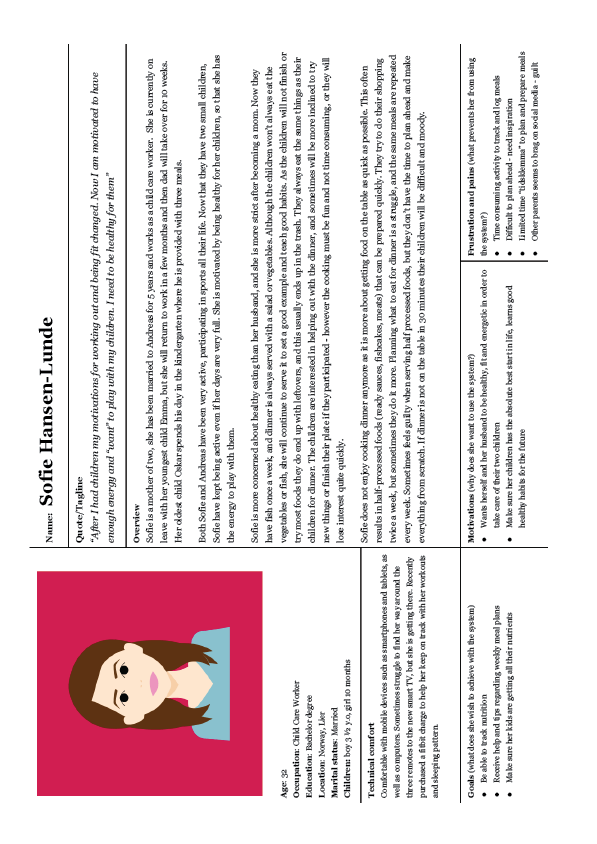 Name: Sofie Hansen-Lunde
Quote/Tagline
"After I had children my motivations for working out and being fit changed. Now I am motivated to have
enough energy and "want" to play with my children. I need to be healthy for them"
Overview
Sofie is a mother of two, she has been married to Andreas for 5 years and works as a child care worker. She is currently on
leave with her youngest child Emma, but she will return to work in a few months and then dad will take over for 10 weeks.
Her oldest child Oskar spends his day in the kindergarten where he is provided with three meals.
Both Sofie and Andreas have been very active, participating in sports all their life. Now that they have two small children,
Sofie have kept being active even if her days are very full. She is motivated by being healthy for her children, so that she has
the energy to play with them.
Sofie is more concerned about healthy eating than her husband, and she is more strict after becoming a mom. Now they
have fish once a week, and dinner is always served with a salad or vegetables. Although the children won't always eat the
vegetables or fish, she will continue to serve it to set a good example and teach good habits. As the children will not finish or
try most foods they do end up with leftovers, and this usually ends up in the trash. They always eat the same things as their
children for dinner. The children are interested in helping out with the dinner, and sometimes will be more inclined to try
new things or finish their plate if they participated - however the cooking must be fun and not time consuming, or they will
lose interest quite quickly.
Sofie does not enjoy cooking dinner anymore as it is more about getting food on the table as quick as possible. This often
results in half-processed foods (ready sauces, fishcakes, meats) that can be prepared quickly. They try to do their shopping
twice a week, but sometimes they do it more. Planning what to eat for dinner is a struggle, and the same meals are repeated
every week. Sometimes feels guilty when serving half processed foods, but they don't have the time to plan ahead and make
everything from scratch. If dinner is not on the table in 30 minutes their children will be difficult and moody.
Age: 32
Occupation: Child Care Worker
Education: Bachelor degree
Location: Norway, Lier
Marital status: Married
Children: boy 3 ½ y.o, girl 10 months
Technical comfort
Comfortable with mobile devices such as smartphones and tablets, as
well as computers. Sometimes struggle to find her way around the
three remotes to the new smart TV, but she is getting there. Recently
purchased a fitbit charge to help her keep on track with her workouts
and sleeping pattern.
Goals (what does she wish to achieve with the system)
● Be able to track nutrition
● Receive help and tips regarding weekly meal plans
● Make sure her kids are getting all their nutrients
Motivations (why does she want to use the system?)
● Wants herself and her husband to be healthy, fit and energetic in order to
take care of their two children
● Make sure her children has the absolute best start in life, learns good
healthy habits for the future
Frustration and pains (what prevents her from using
the system?)
● Time consuming activity to track and log meals
● Difficult to plan ahead - need inspiration
● Limited time "tidsklemma" to plan and prepare meals
● Other parents seems to brag on social media - guilt